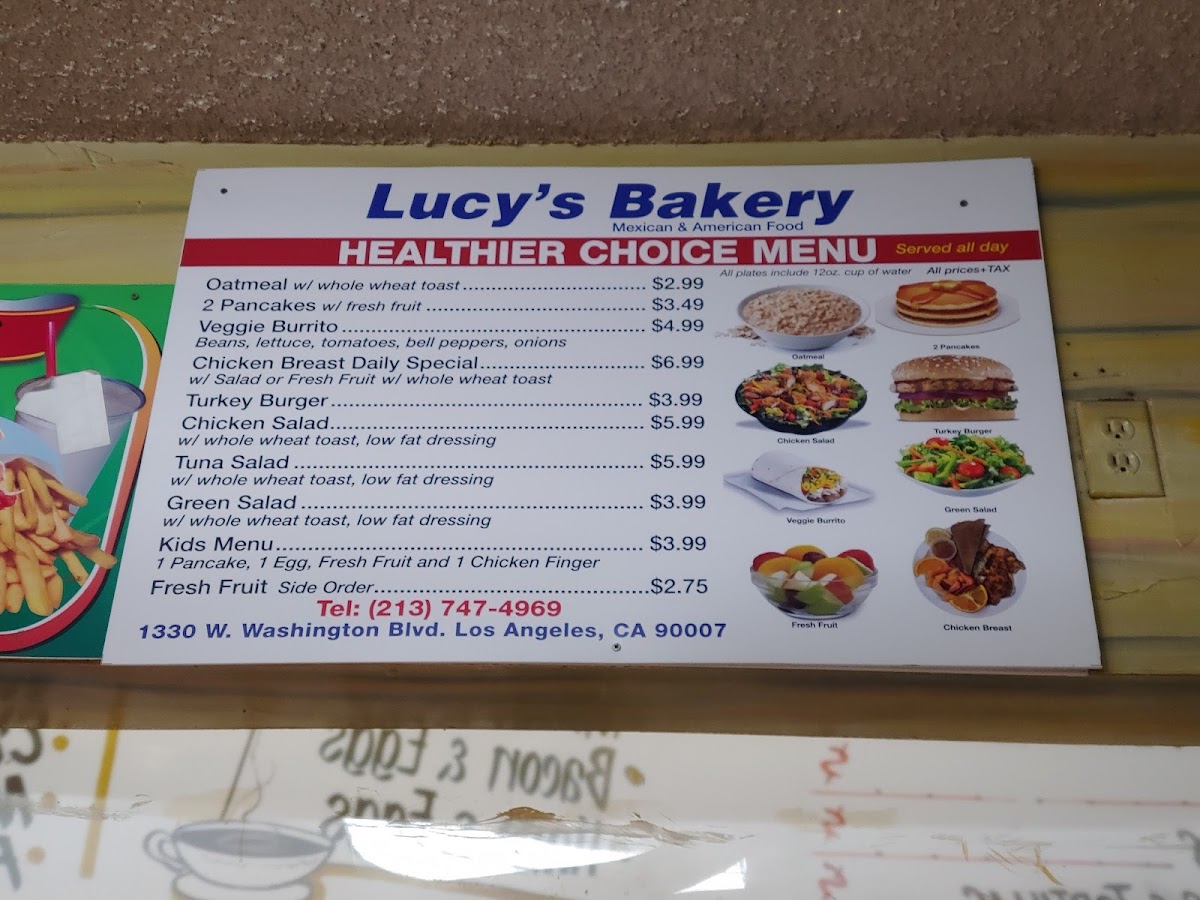 Lucy's Bakery
Mexican & American Food
HEALTHIER CHOICE MENU Served all day
All plates include 12oz. cup of water All prices+TAX
Oatmeal w/ whole wheat toast ................................ $2.99
2 Pancakes w/ fresh fruit ...................................... $3.49
Veggie Burrito ..................................................... $4.99
Beans, lettuce, tomatoes, bell peppers, onions
Chicken Breast Daily Special............................. $6.99
w/ Salad or Fresh Fruit w/ whole wheat toast
Turkey Burger...................................................... $3.99
Chicken Salad...................................................... $5.99
w/ whole wheat toast, low fat dressing
Tuna Salad .......................................................... $5.99
w/ whole wheat toast, low fat dressing
Green Salad ......................................................... $3.99
w/ whole wheat toast, low fat dressing
Kids Menu............................................................. $3.99
1 Pancake, 1 Egg, Fresh Fruit and 1 Chicken Finger
Fresh Fruit Side Order.............................................$2.75
Tel: (213) 747-4969
1330 W. Washington Blvd. Los Angeles, CA 90007
Oatmeal
2 Pancakes
Chicken Salad
Turkey Burger
Veggie Burrito
Green Salad
Fresh Fruit
Chicken Breast
Bacon & Eggs
& Eggs
Tortillas